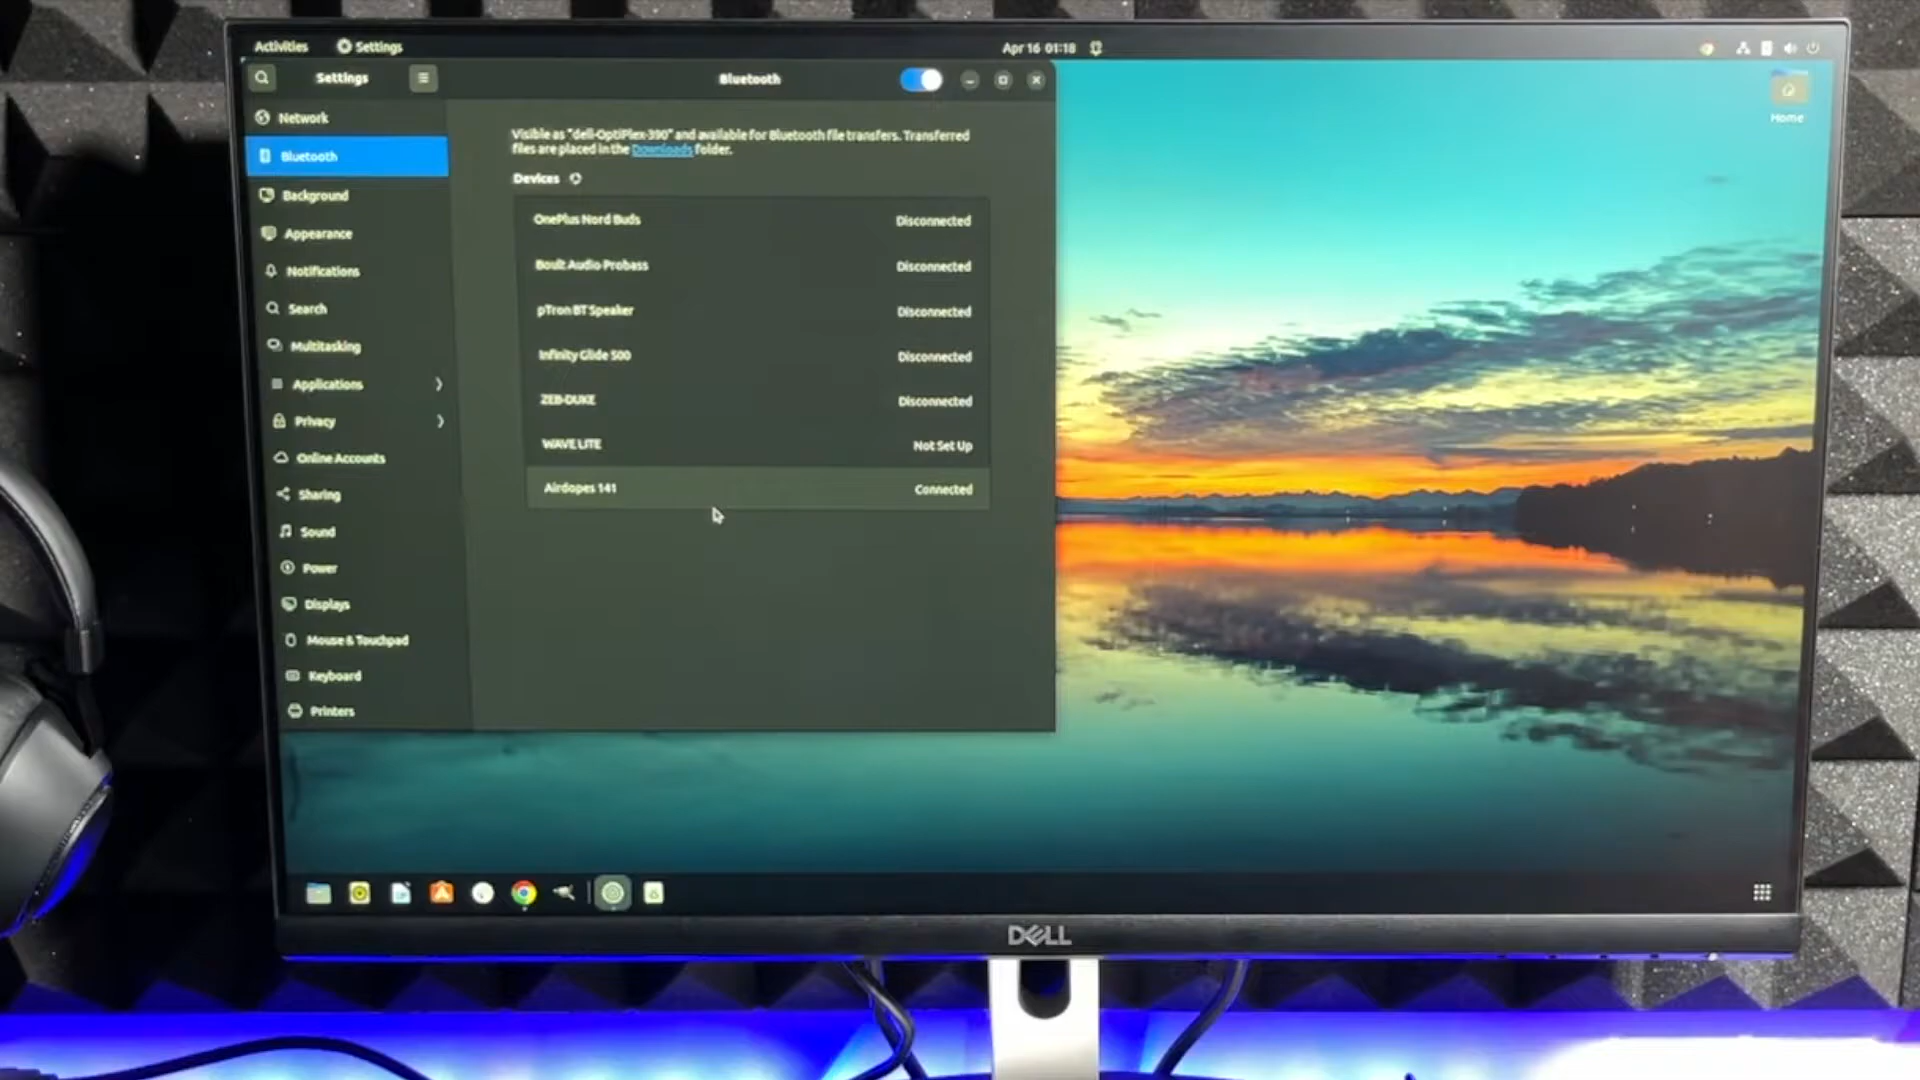 Activities Settings Apr 16 01:18
Settings Bluetooth
Network
Bluetooth
Background
Appearance
Notifications
Search
Multitasking
Applications
Privacy
Online Accounts
Sharing
Sound
Power
Displays
Mouse & Touchpad
Keyboard
Printers
Visible as "dell-OptiPlex-390" and available for Bluetooth file transfers. Transferred
files are placed in the Downloads folder.
Devices
OnePlus Nord Buds Disconnected
Boult Audio Probass Disconnected
pTron BT Speaker Disconnected
Infinity Glide 500 Disconnected
ZEB-DUKE Disconnected
WAVE LITE Not Set Up
Airdopes 141 Connected
Home
DELL